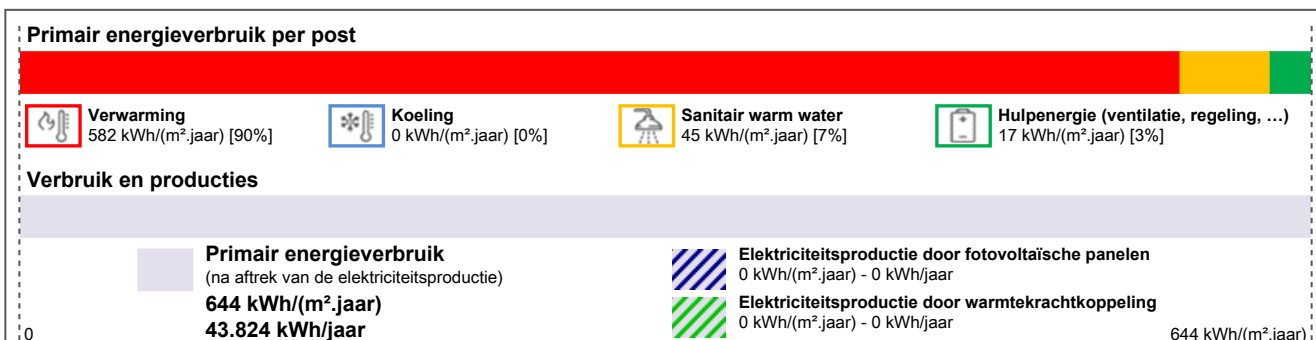 Primair energieverbruik per post
Verwarming
582 kWh/(m².jaar) [90%]
Koeling
0 kWh/(m².jaar) [0%]
Sanitair warm water
45 kWh/(m².jaar) [7%]
Hulpenergie (ventilatie, regeling, …)
17 kWh/(m².jaar) [3%]
Verbruik en producties
Primair energieverbruik
(na aftrek van de elektriciteitsproductie)
644 kWh/(m².jaar)
43.824 kWh/jaar
Elektriciteitsproductie door fotovoltaïsche panelen
0 kWh/(m².jaar) - 0 kWh/jaar
Elektriciteitsproductie door warmtekrachtkoppeling
0 kWh/(m².jaar) - 0 kWh/jaar
0
644 kWh/(m².jaar)